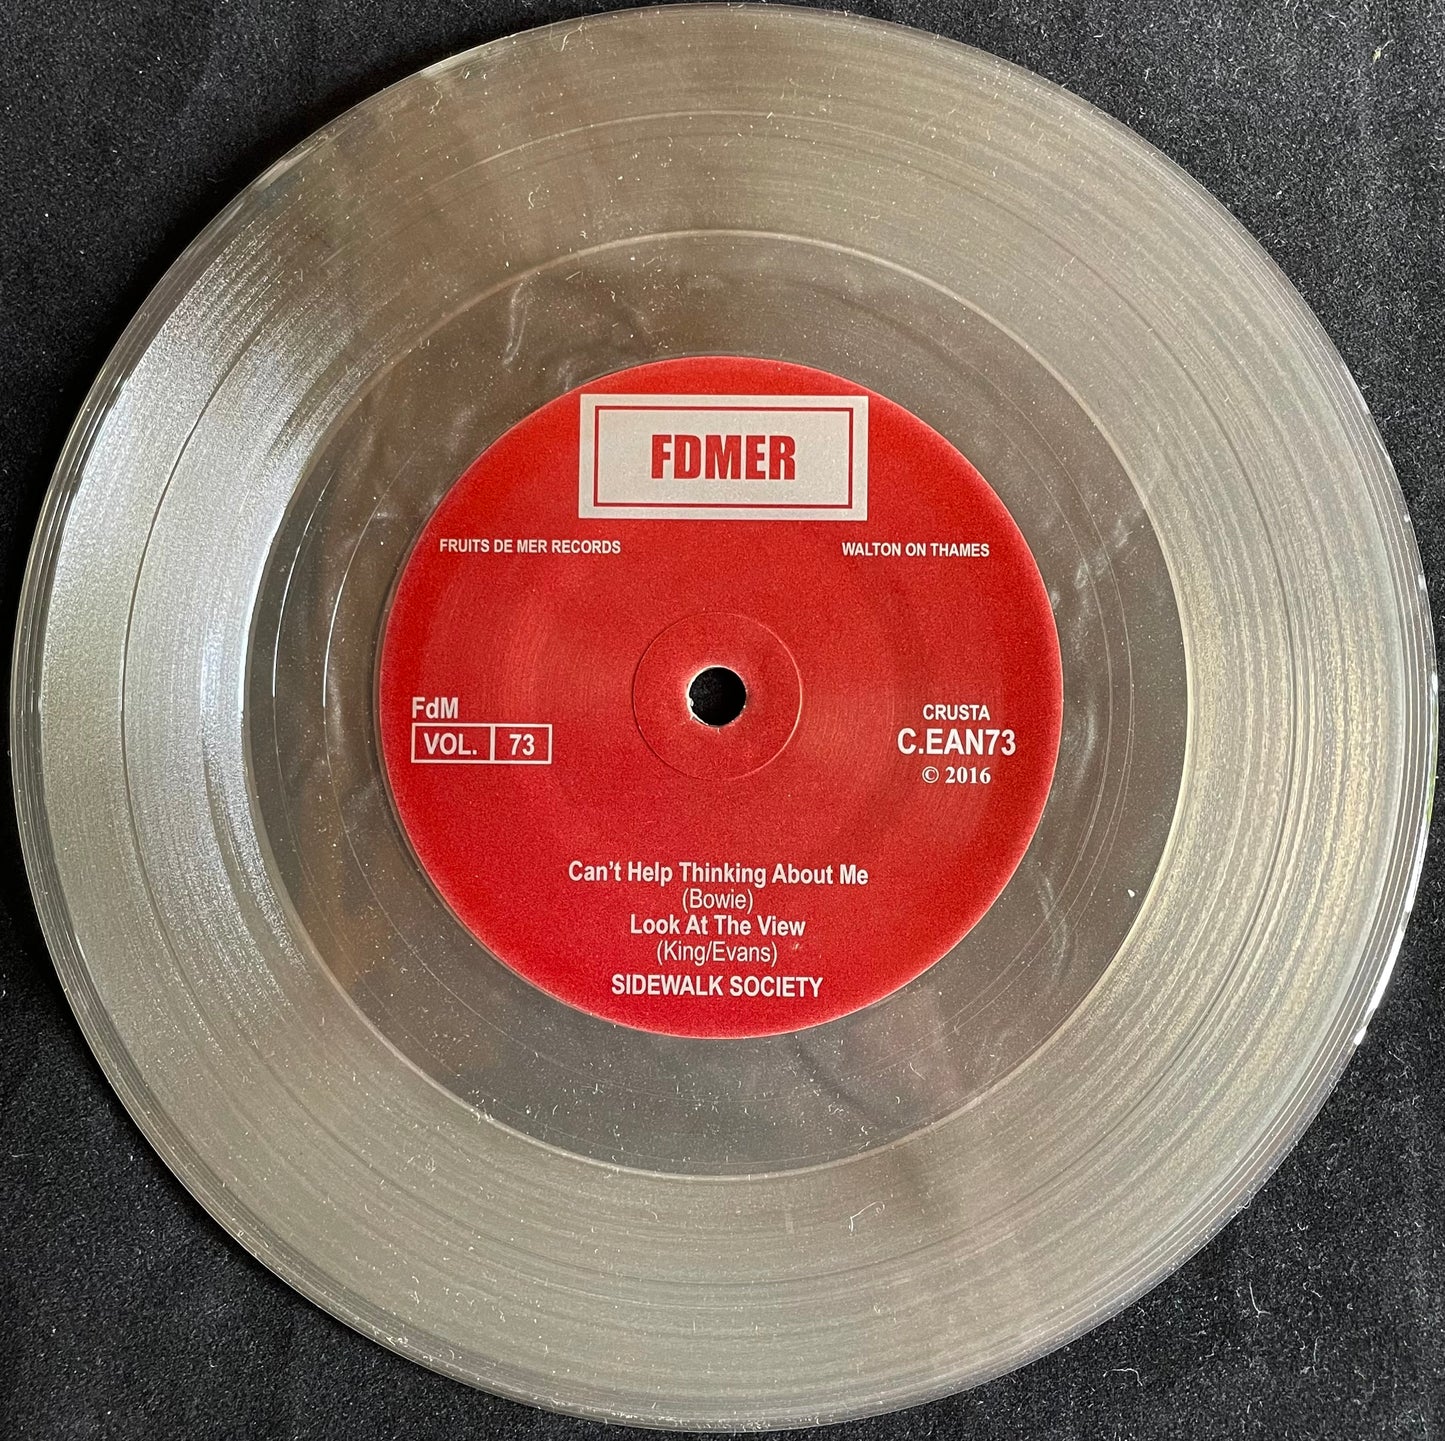 FDMER
FRUITS DE MER RECORDS
WALTON ON THAMES
FdM
VOL. 73
CRUSTA
C.EAN73
© 2016
Can't Help Thinking About Me
(Bowie)
Look At The View
(King/Evans)
SIDEWALK SOCIETY